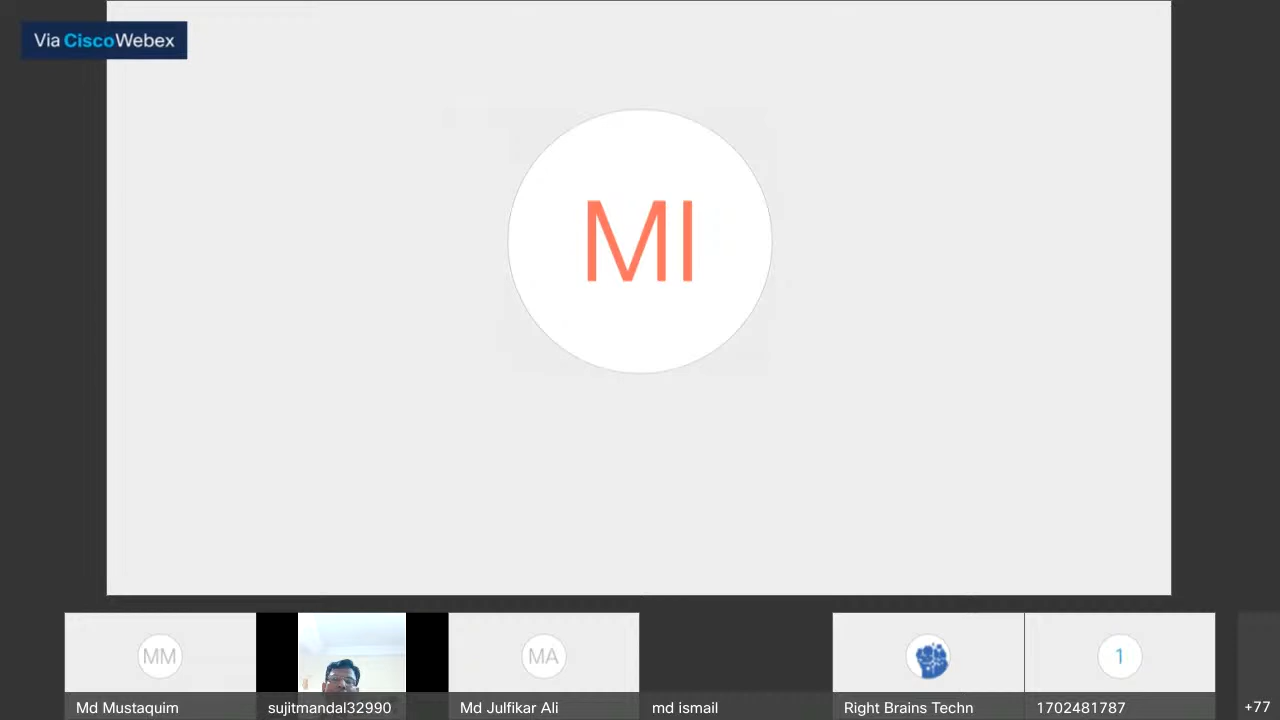 Via CiscoWebex
MI
MM
MA
1
Md Mustaquim
sujitmandal32990
Md Julfikar Ali
md ismail
Right Brains Techn
1702481787
+77